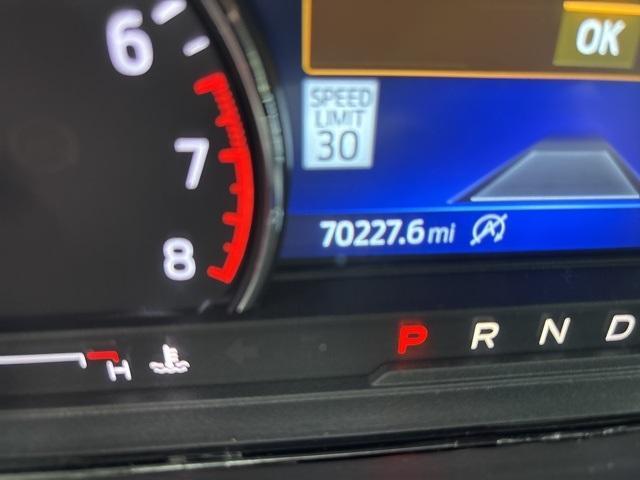 6
OK
SPEED
LIMIT
30
7
70227.6 mi
8
P R N D
H